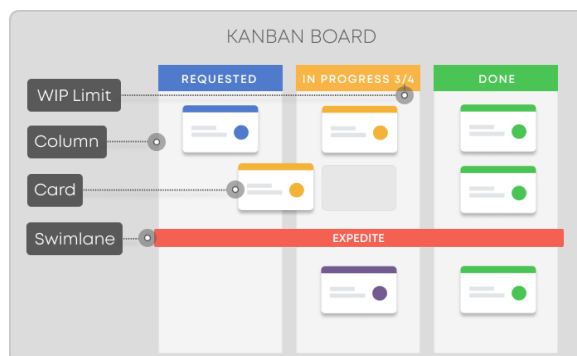 KANBAN BOARD
REQUESTED
IN PROGRESS 3/4
DONE
WIP Limit
Column
Card
Swimlane
EXPEDITE